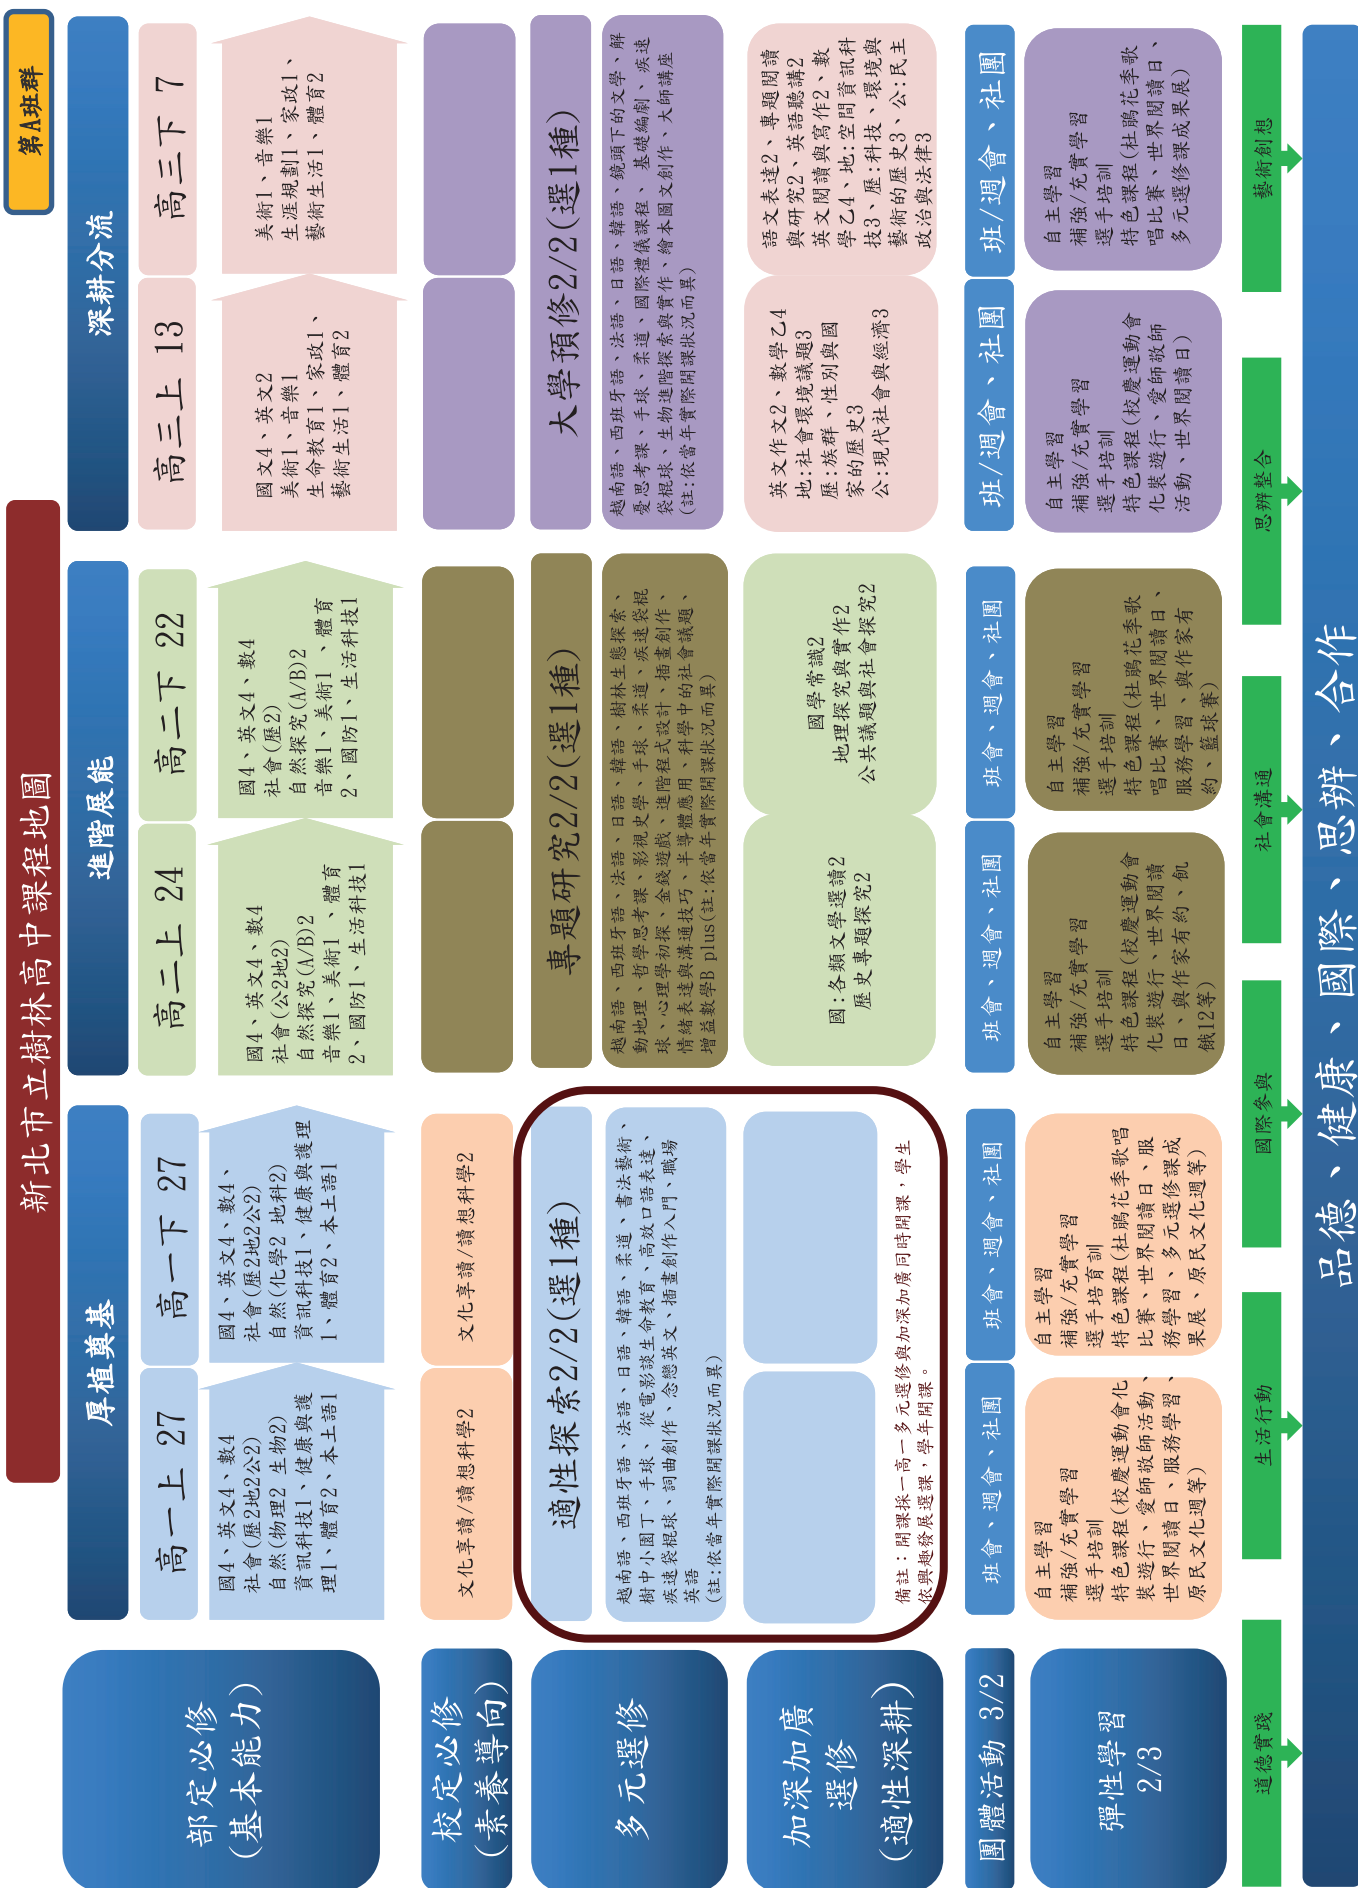 第A班群
新北市立樹林高中課程地圖
厚植奠基
進階展能
深耕分流
高一上 27
高一下 27
高二上 24
高二下 22
高三上 13
高三下 7
部定必修
(基本能力)
國4、英文4、數4
社會(歷2地2公2)
自然(物理2 生物2)
資訊科技1、健康與護
理1、體育2、本土語1
國4、英文4、數4、
社會(歷2地2公2)
自然(化學2 地科2)
資訊科技1、健康與護理
1、體育2、本土語1
國4、英文4、數4
社會(公2地2)
自然探究(A/B)2
音樂1、美術1、體育
2、國防1、生活科技1
國4、英文4、數4
社會(歷2)
自然探究(A/B)2
音樂1、美術1、體育
2、國防1、生活科技1
國文4、英文2
美術1、音樂1
生命教育1、家政1、
藝術生活1、體育2
美術1、音樂1
生涯規劃1、家政1、
藝術生活1、體育2
校定必修
(素養導向)
文化享讀/讀想科學2
文化享讀/讀想科學2
多元選修
適性探索2/2(選1種)
越南語、西班牙語、法語、日語、韓語、柔道、書法藝術、
樹中小園丁、手球、從電影談生命教育、高效口語表達、
疾速袋棍球、詞曲創作、念戀英文、插畫創作入門、職場
英語
(註:依當年實際開課狀況而異)
專題研究2/2(選1種)
越南語、西班牙語、法語、日語、韓語、樹林生態探索、
動地理、哲學思考課、影視史學、手球、柔道、疾速袋棍
球、心理學初探、金錢遊戲、進階程式設計、插畫創作、
情緒表達與溝通技巧、半導體應用、科學中的社會議題、
增益數學B plus(註:依當年實際開課狀況而異)
大學預修2/2(選1種)
越南語、西班牙語、法語、日語、韓語、鏡頭下的文學、解
憂思考課、手球、柔道、國際禮儀課程、基礎編劇、疾速
袋棍球、生物進階探索與實作、繪本圖文創作、大師講座
(註:依當年實際開課狀況而異)
加深加廣
選修
(適性深耕)
備註:開課採一高一多元選修與加深加廣同時開課,學生
依興趣發展選課,學年開課。
國:各類文學選讀2
歷史專題探究2
國學常識2
地理探究與實作2
公共議題與社會探究2
英文作文2、數學乙4
地:社會環境議題3
歷:族群、性別與國
家的歷史3
公:現代社會與經濟3
語文表達2、專題閱讀
與研究2、英語聽講2
英文閱讀與寫作2、數
學乙4、地:空間資訊科
技3、歷:科技、環境與
藝術的歷史3、公:民主
政治與法律3
團體活動 3/2
班會、週會、社團
班會、週會、社團
班會、週會、社團
班會、週會、社團
班/週會、社團
班/週會、社團
彈性學習
2/3
自主學習
補強/充實學習
選手培訓
特色課程(校慶運動會化
裝遊行、愛師敬師活動、
世界閱讀日、服務學習、
原民文化週等)
自主學習
補強/充實學習
選手培育訓
特色課程(杜鵑花季歌唱
比賽、世界閱讀日、服
務學習、多元選修課成
果展、原民文化週等)
自主學習
補強/充實學習
選手培訓
特色課程(校慶運動會
化裝遊行、世界閱讀
日、與作家有約、飢
餓12等)
自主學習
補強/充實學習
選手培訓
特色課程(杜鵑花季歌
唱比賽、世界閱讀日、
服務學習、與作家有
約、籃球賽)
自主學習
補強/充實學習
選手培訓
特色課程(校慶運動會
化裝遊行、愛師敬師
活動、世界閱讀日)
自主學習
補強/充實學習
選手培訓
特色課程(杜鵑花季歌
唱比賽、世界閱讀日、
多元選修課成果展)
道德實踐
生活行動
國際參與
社會溝通
思辨整合
藝術創想
品德、健康、國際、思辨、合作